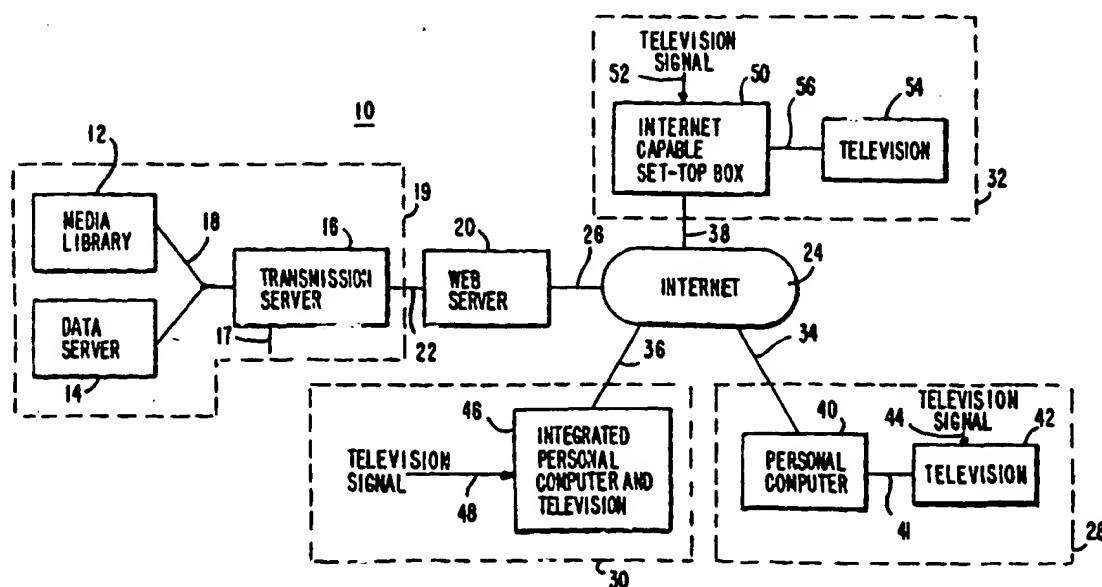 TELEVISION
SIGNAL
52
50
56
54
INTERNET
CAPABLE
SET-TOP BOX
TELEVISION
32
10
12
MEDIA
LIBRARY
18
19
16
TRANSMISSION
SERVER
17
DATA
SERVER
14
22
20
WEB
SERVER
26
38
INTERNET
24
36
34
46
TELEVISION
SIGNAL
48
INTEGRATED
PERSONAL
COMPUTER AND
TELEVISION
30
40
PERSONAL
COMPUTER
41
TELEVISION
SIGNAL
44
42
TELEVISION
28